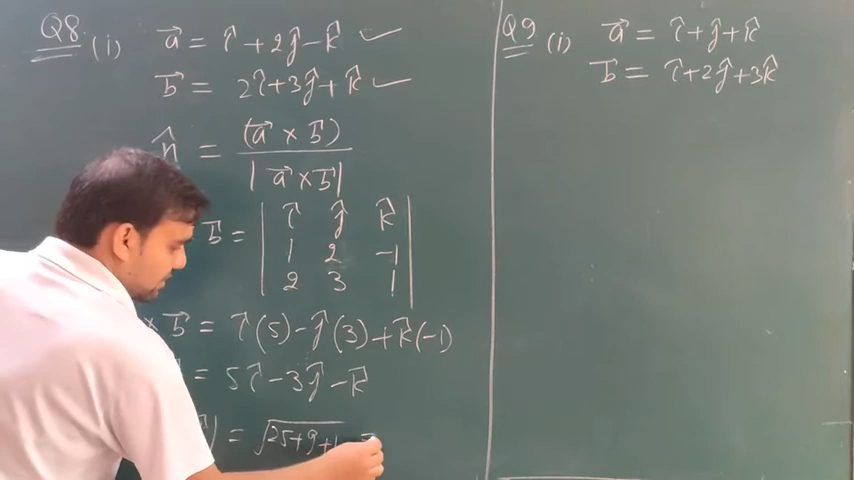 Q8 (i) a⃗ = î + 2ĵ - k̂ ✓
b⃗ = 2î + 3ĵ + k̂ ✓
n̂ = (a⃗ × b⃗) / |a⃗ × b⃗|
b⃗ = | î ĵ k̂ |
| 1 2 -1 |
| 2 3 1 |
× b⃗ = î(5) - ĵ(3) + k̂(-1)
= 5î - 3ĵ - k̂
| = √25+9+1 =
Q9 (i) a⃗ = î + ĵ + k̂
b⃗ = î + 2ĵ + 3k̂